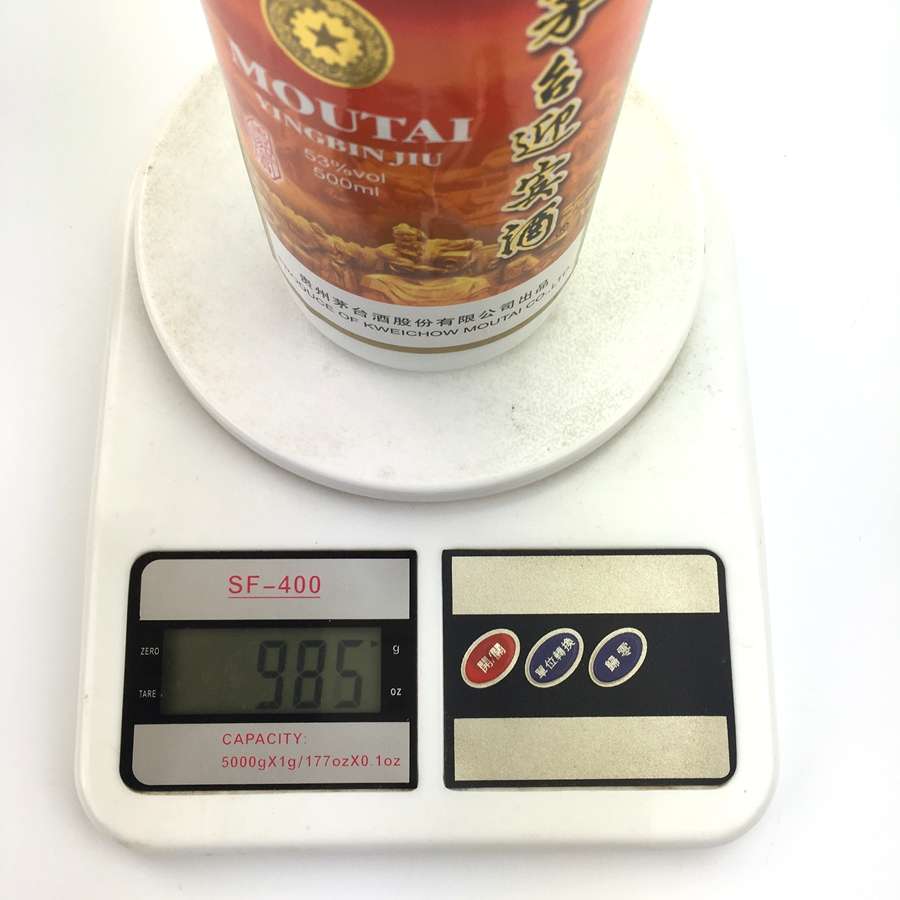 MOUTAI
YINGBIN JIU
53%vol
500ml
茅台迎宾酒
贵州茅台酒股份有限公司出品
PRODUCE OF KWEICHOW MOUTAI CO.,LTD.
SF-400
ZERO
TARE
985
g
oz
CAPACITY:
5000gX1g/177ozX0.1oz
開/關
單位轉換
歸零